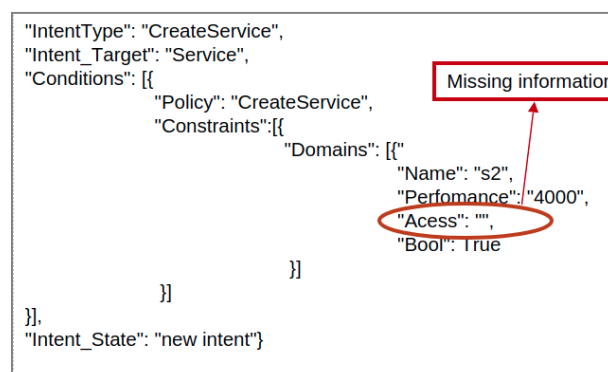 "IntentType": "CreateService",
"Intent_Target": "Service",
"Conditions": [{
Missing information
"Policy": "CreateService",
"Constraints":[{
"Domains": [{"
"Name": "s2",
"Perfomance": "4000",
"Acess": "",
"Bool": True
}]
}]
}],
"Intent_State": "new intent"}